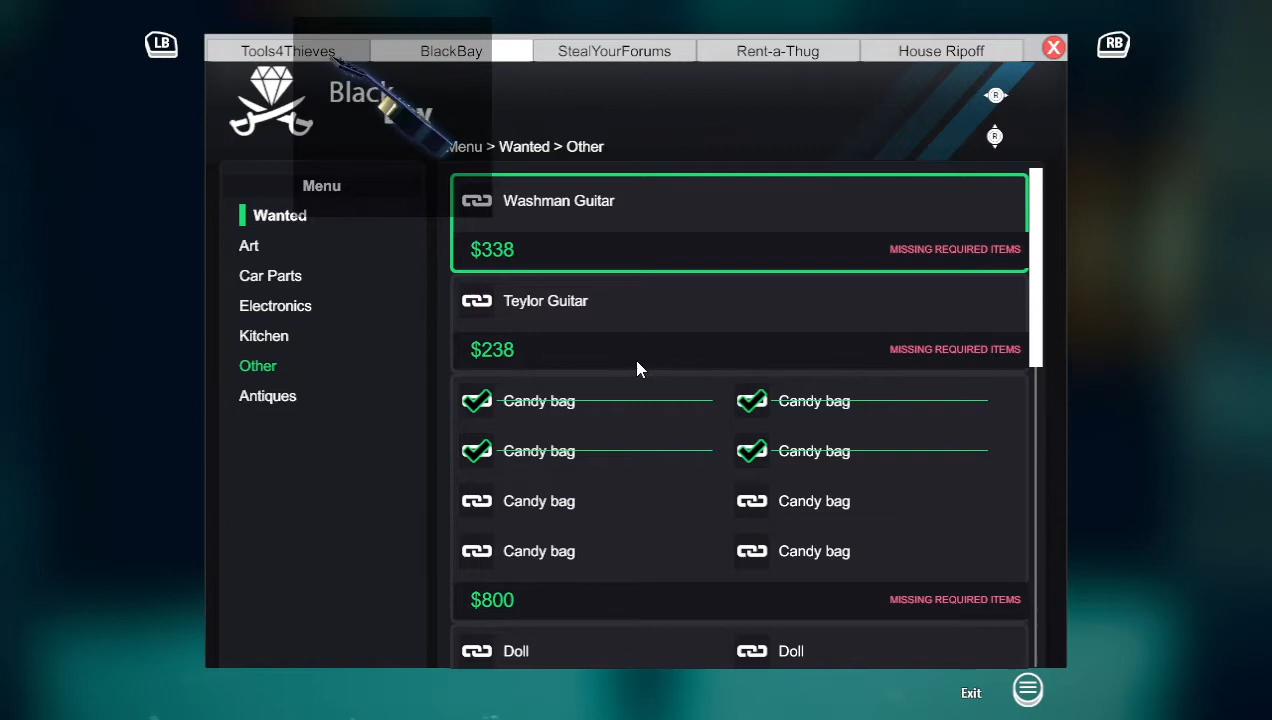 LB
RB
Tools4Thieves BlackBay StealYourForums Rent-a-Thug House Ripoff X
Black
R
R
Menu > Wanted > Other
Menu
Wanted
Art
Car Parts
Electronics
Kitchen
Other
Antiques
Washman Guitar
$338 MISSING REQUIRED ITEMS
Teylor Guitar
$238 MISSING REQUIRED ITEMS
Candy bag Candy bag
Candy bag Candy bag
Candy bag Candy bag
Candy bag Candy bag
$800 MISSING REQUIRED ITEMS
Doll Doll
Exit